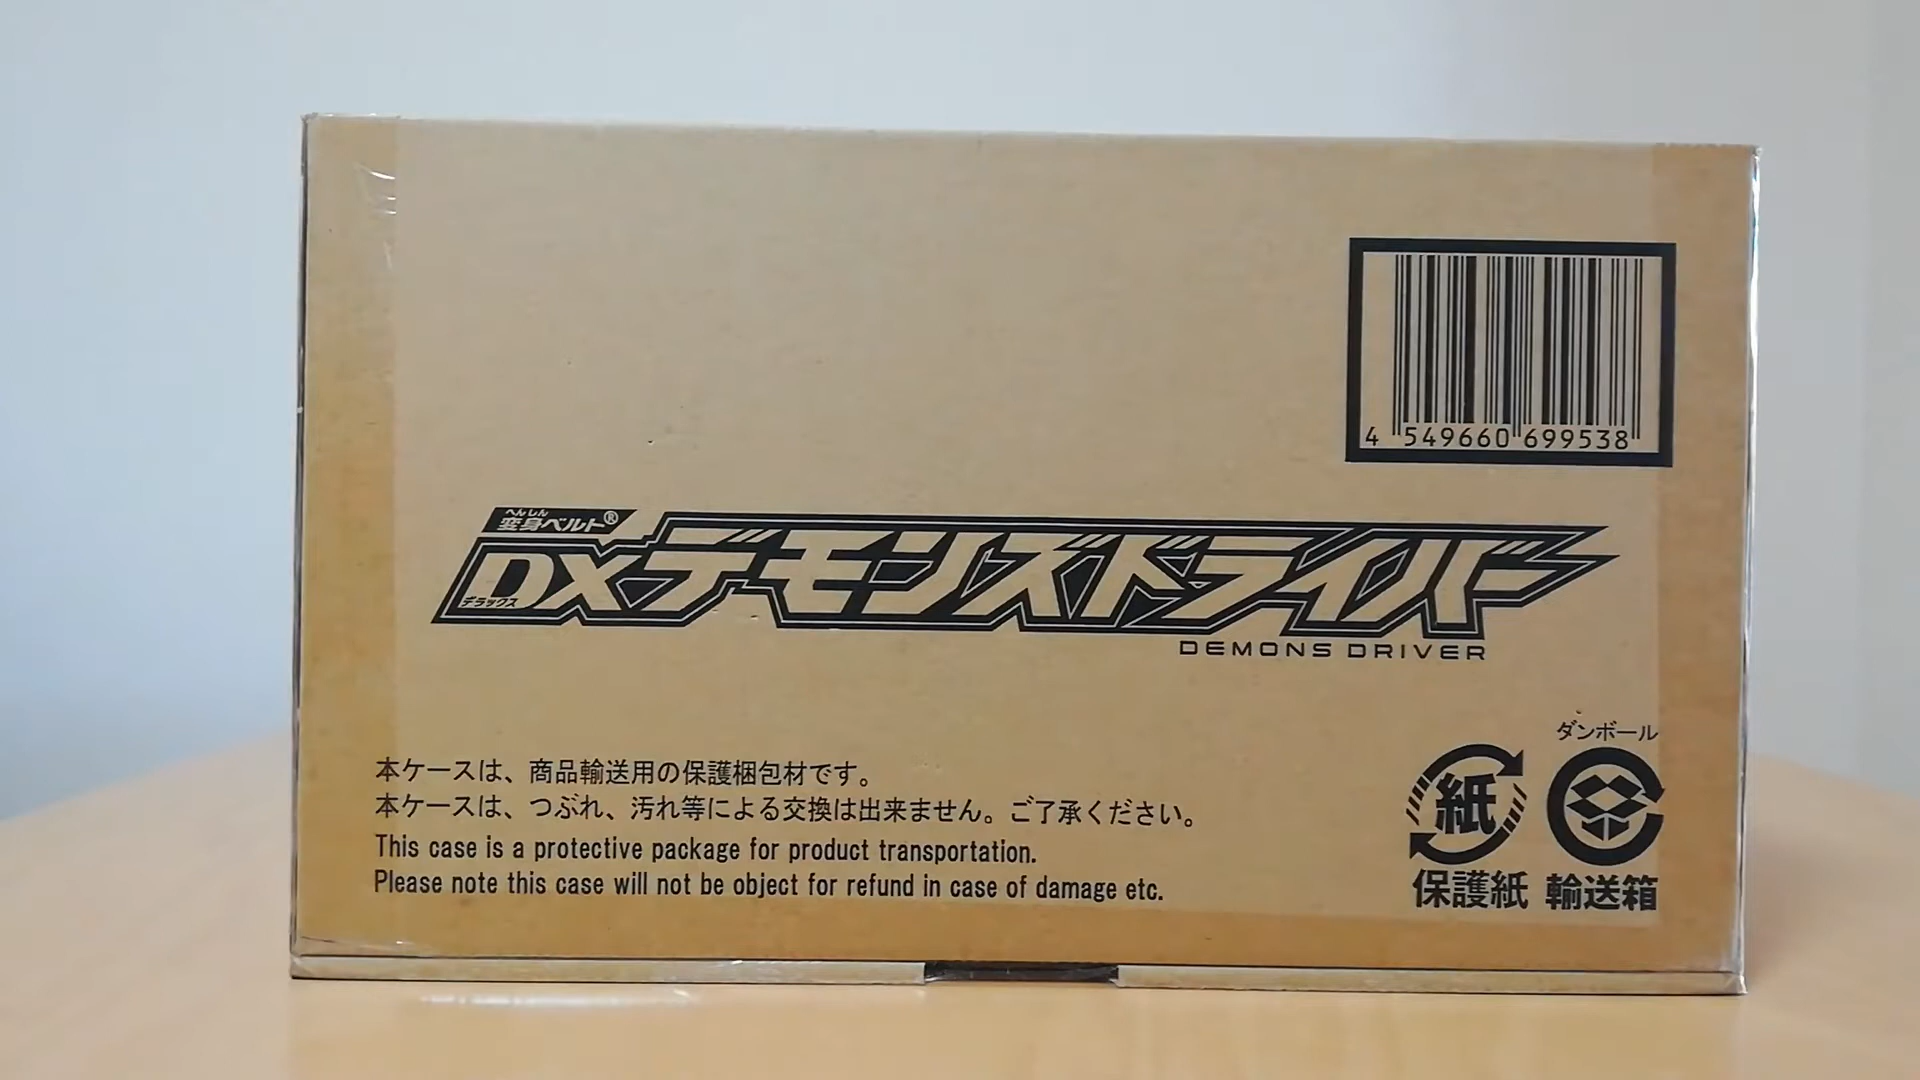 4 549660 699538
へんしん
変身ベルト®
DXデモンズドライバー
デラックス
DEMONS DRIVER
本ケースは、商品輸送用の保護梱包材です。
本ケースは、つぶれ、汚れ等による交換は出来ません。ご了承ください。
This case is a protective package for product transportation.
Please note this case will not be object for refund in case of damage etc.
ダンボール
紙
保護紙 輸送箱